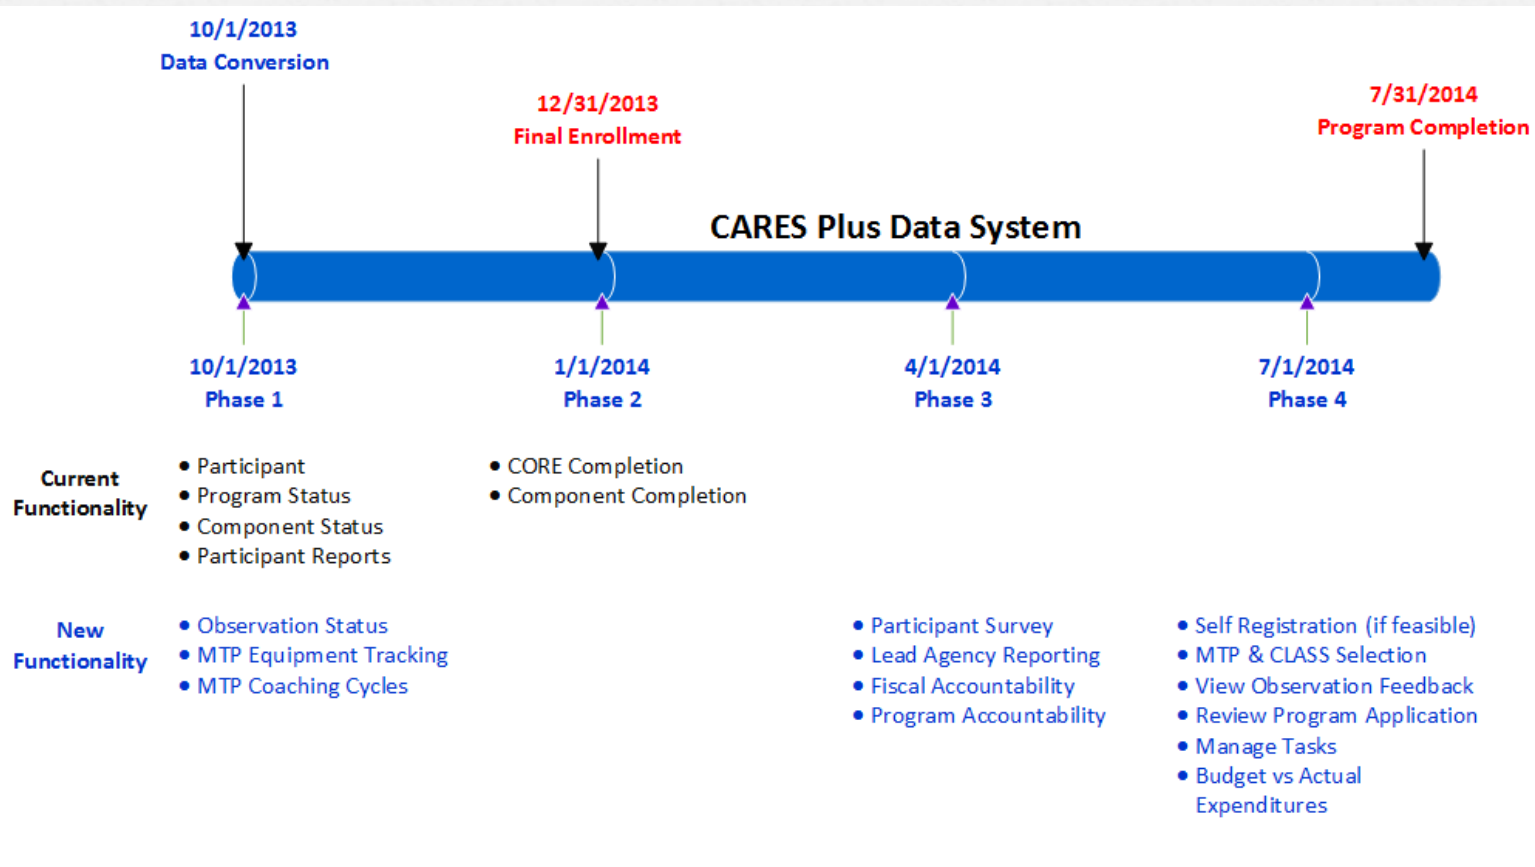 10/1/2013
Data Conversion
12/31/2013
Final Enrollment
7/31/2014
Program Completion
CARES Plus Data System
10/1/2013
Phase 1
1/1/2014
Phase 2
4/1/2014
Phase 3
7/1/2014
Phase 4
Current
Functionality
• Participant
• Program Status
• Component Status
• Participant Reports
• CORE Completion
• Component Completion
New
Functionality
• Observation Status
• MTP Equipment Tracking
• MTP Coaching Cycles
• Participant Survey
• Lead Agency Reporting
• Fiscal Accountability
• Program Accountability
• Self Registration (if feasible)
• MTP & CLASS Selection
• View Observation Feedback
• Review Program Application
• Manage Tasks
• Budget vs Actual
Expenditures